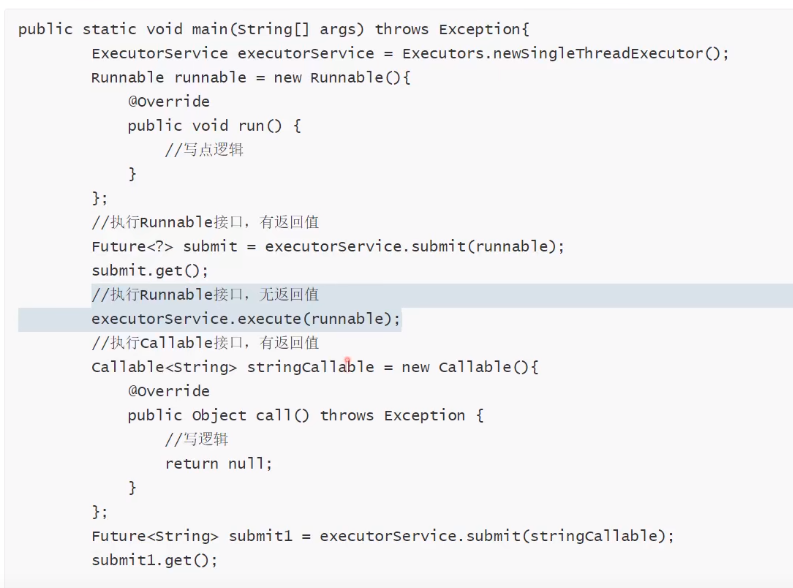 public static void main(String[] args) throws Exception{
        ExecutorService executorService = Executors.newSingleThreadExecutor();
        Runnable runnable = new Runnable(){
            @Override
            public void run() {
                //写点逻辑
            }
        };
        //执行Runnable接口，有返回值
        Future<?> submit = executorService.submit(runnable);
        submit.get();
        //执行Runnable接口，无返回值
        executorService.execute(runnable);
        //执行Callable接口，有返回值
        Callable<String> stringCallable = new Callable(){
            @Override
            public Object call() throws Exception {
                //写逻辑
                return null;
            }
        };
        Future<String> submit1 = executorService.submit(stringCallable);
        submit1.get();